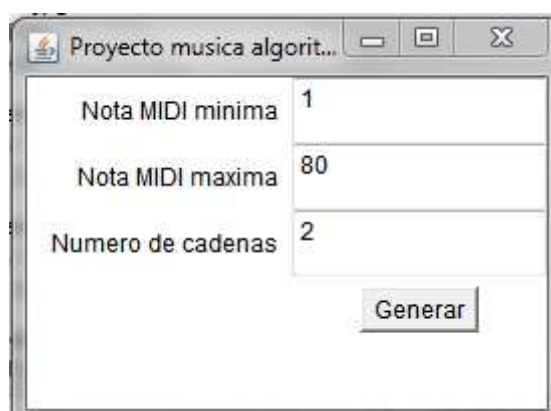 Proyecto musica algorit...
Nota MIDI minima 1
Nota MIDI maxima 80
Numero de cadenas 2
Generar